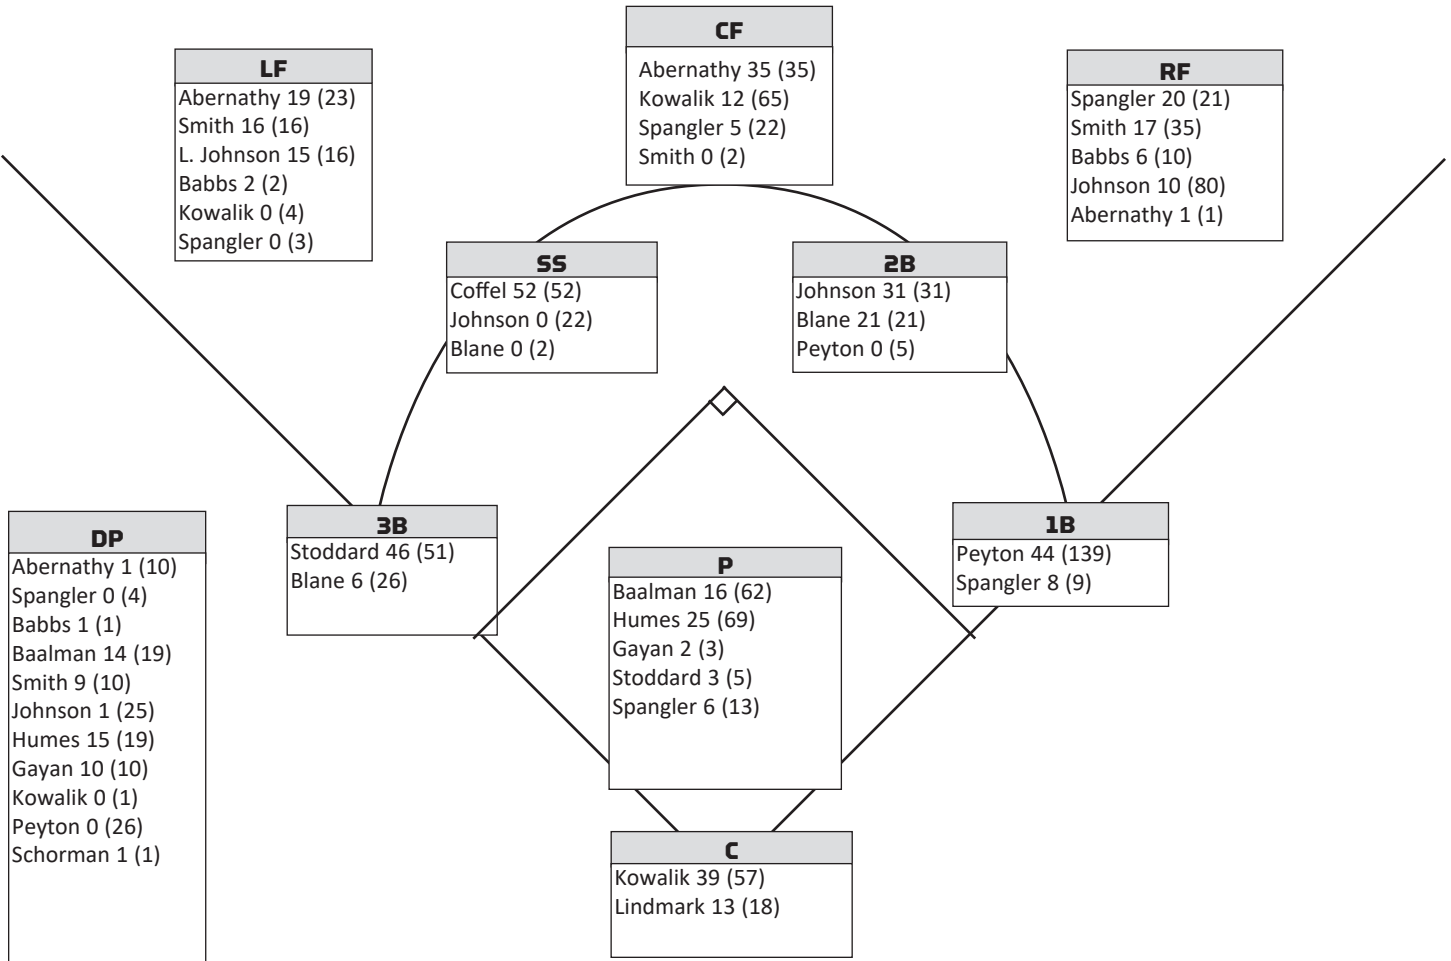 CF
Abernathy 35 (35)
Kowalik 12 (65)
Spangler 5 (22)
Smith 0 (2)
LF
Abernathy 19 (23)
Smith 16 (16)
L. Johnson 15 (16)
Babbs 2 (2)
Kowalik 0 (4)
Spangler 0 (3)
RF
Spangler 20 (21)
Smith 17 (35)
Babbs 6 (10)
Johnson 10 (80)
Abernathy 1 (1)
SS
Coffel 52 (52)
Johnson 0 (22)
Blane 0 (2)
2B
Johnson 31 (31)
Blane 21 (21)
Peyton 0 (5)
3B
Stoddard 46 (51)
Blane 6 (26)
1B
Peyton 44 (139)
Spangler 8 (9)
DP
Abernathy 1 (10)
Spangler 0 (4)
Babbs 1 (1)
Baalman 14 (19)
Smith 9 (10)
Johnson 1 (25)
Humes 15 (19)
Gayan 10 (10)
Kowalik 0 (1)
Peyton 0 (26)
Schorman 1 (1)
P
Baalman 16 (62)
Humes 25 (69)
Gayan 2 (3)
Stoddard 3 (5)
Spangler 6 (13)
C
Kowalik 39 (57)
Lindmark 13 (18)